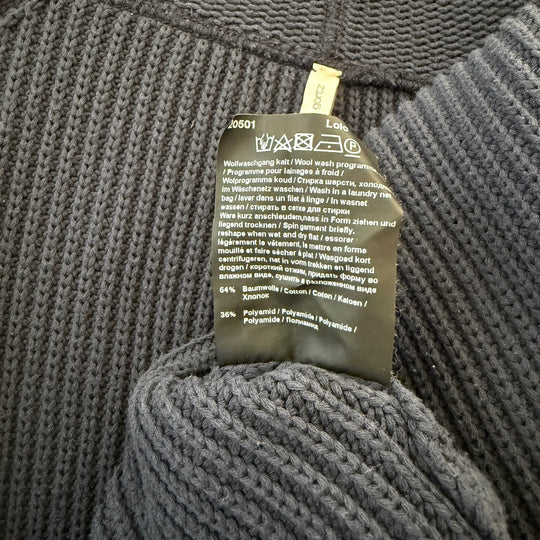 görtz
20501 Lolo
Wollwaschgang kalt / Wool wash programme
/ Programme pour lainages à froid /
Wolprogramma koud / Стирка шерсти, холод
im Wäschenetz waschen / Wash in a laundry net
bag / laver dans un filet à linge / In wasnet
wassen / стирать в сетке для стирки
Ware kurz anschleudern,nass in Form ziehen und
liegend trocknen / Spin garment briefly,
reshape when wet and dry flat / essorer
légèrement le vêtement, le mettre en forme
mouillé et faire sécher à plat / Wasgoed kort
centrifugeren, nat in vorm trekken en liggend
drogen / короткий отжим, придать форму во
влажном виде, сушить в разложенном виде
64% Baumwolle / Cotton / Coton / Katoen /
Хлопок
36% Polyamid / Polyamide / Polyamide /
Polyamide / Полиамид
P